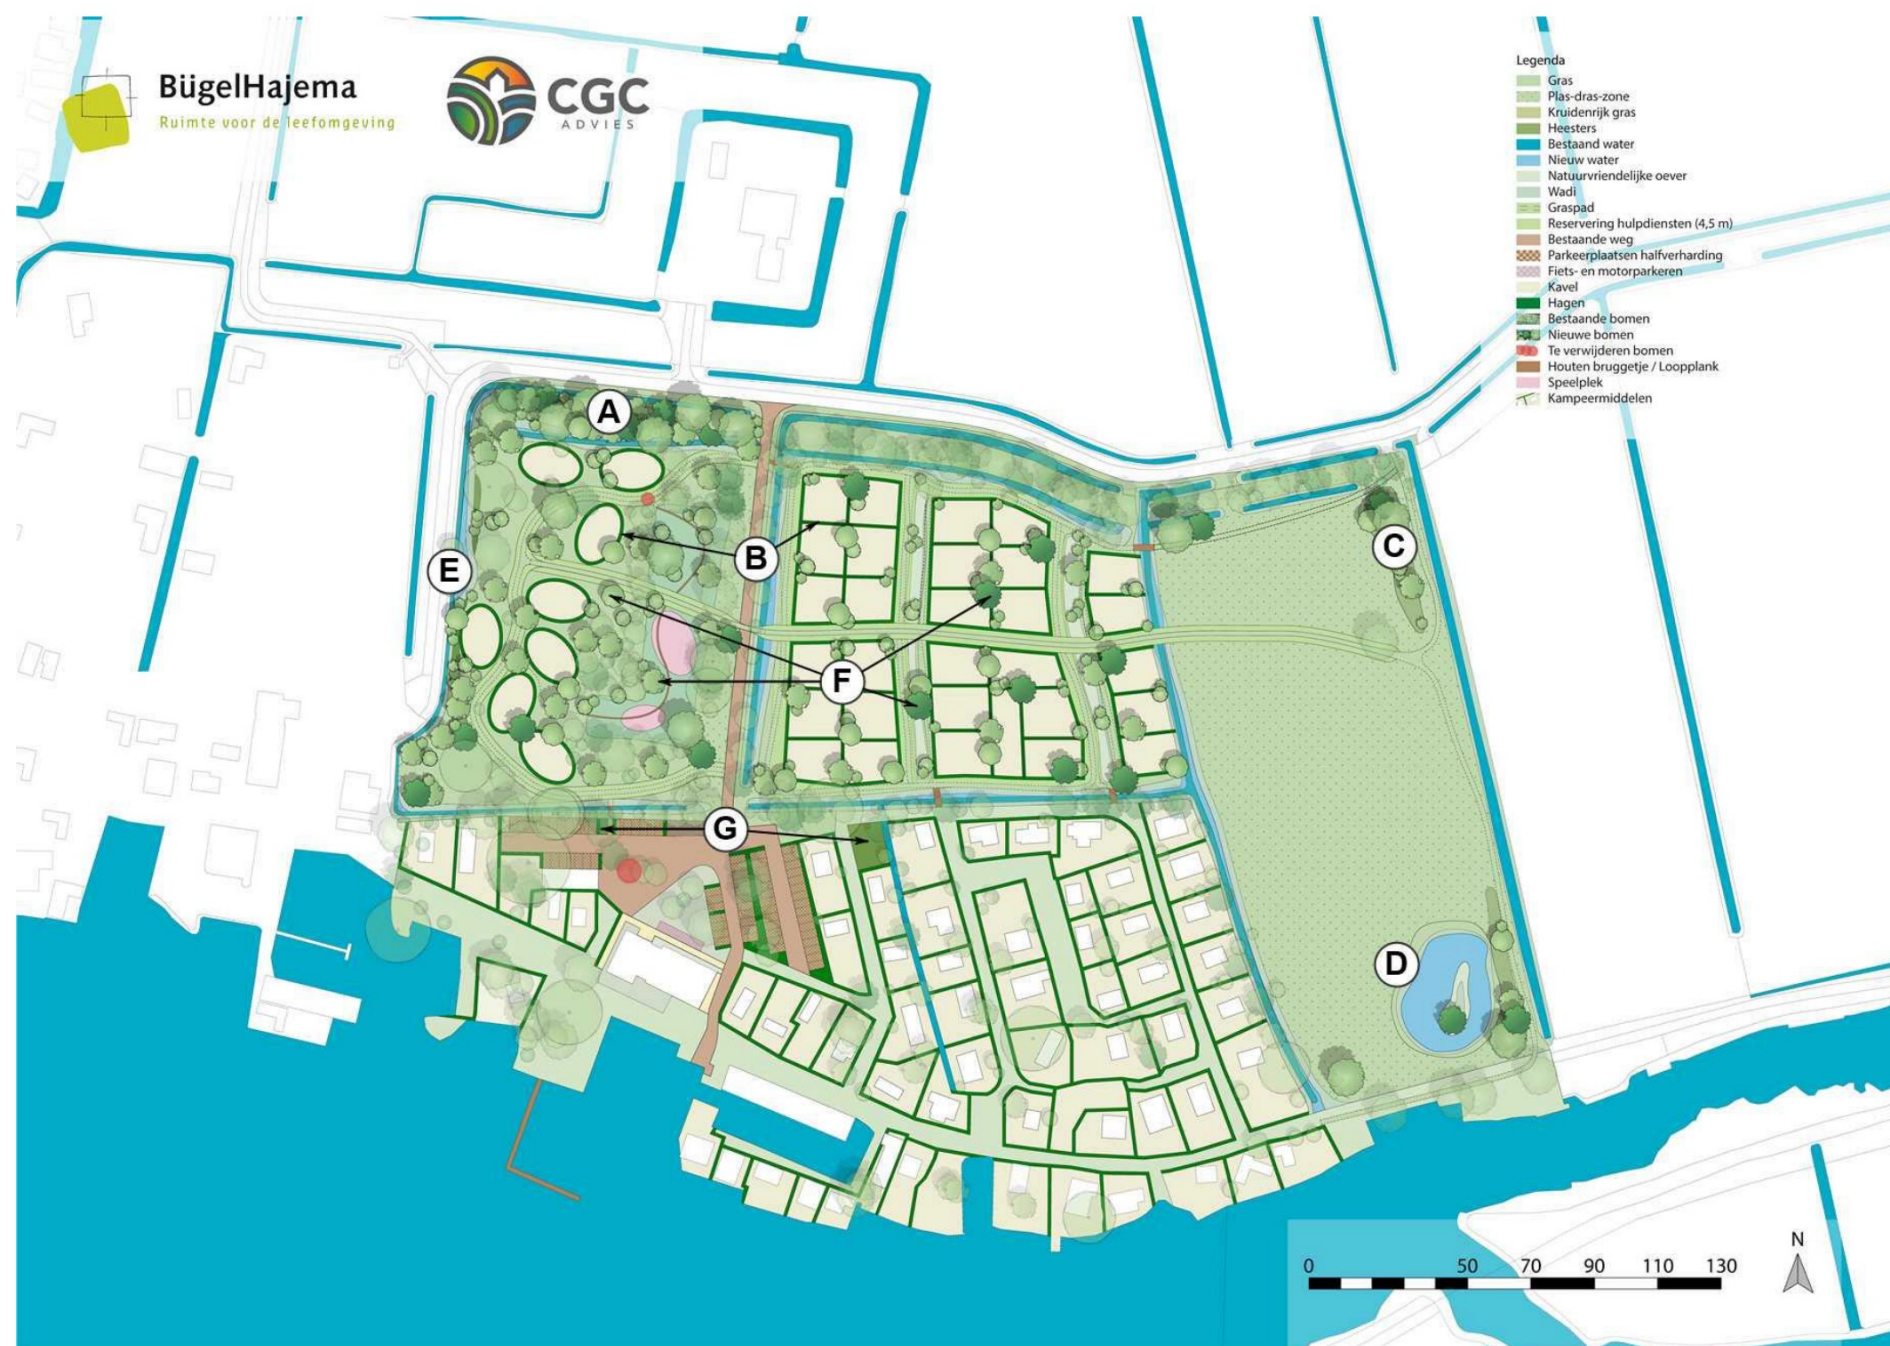 BügelHajema
Ruimte voor de leefomgeving
CGC
ADVIES
Legenda
Gras
Plas-dras-zone
Kruidenrijk gras
Heesters
Bestaand water
Nieuw water
Natuurvriendelijke oever
Wadi
Graspad
Reservering hulpdiensten (4,5 m)
Bestaande weg
Parkeerplaatsen halfverharding
Fiets- en motorparkeren
Kavel
Hagen
Bestaande bomen
Nieuwe bomen
Te verwijderen bomen
Houten bruggetje / Loopplank
Speelplek
Kampeermiddelen
A
B
C
E
F
G
D
N
0 50 70 90 110 130